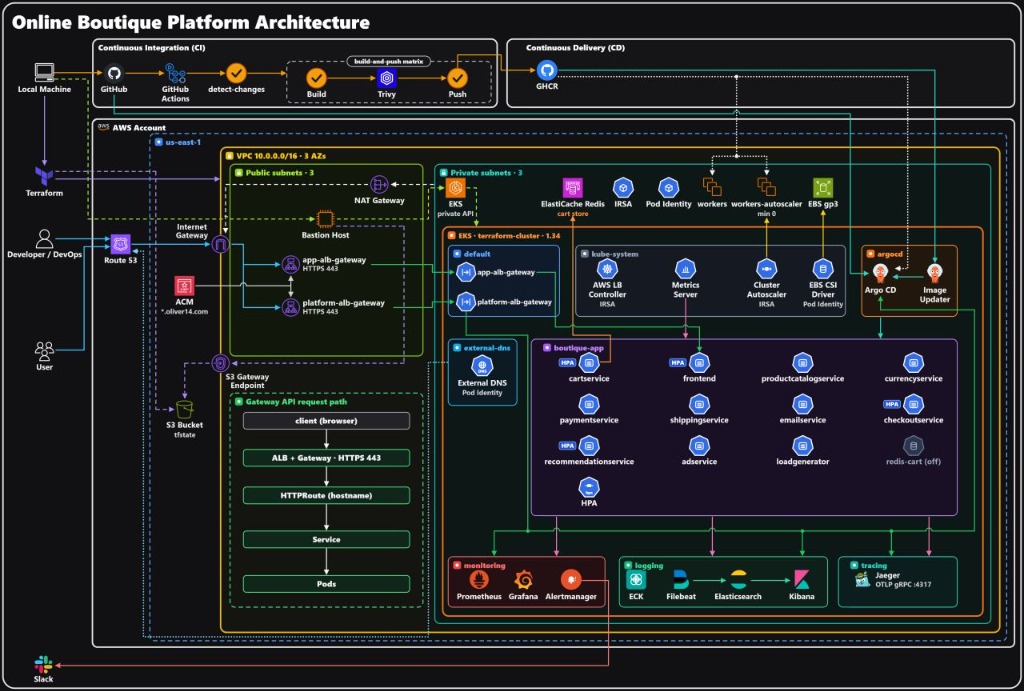 Online Boutique Platform Architecture
Continuous Integration (CI)
build-and-push matrix
Local Machine
GitHub
GitHub
Actions
detect-changes
Build
Trivy
Push
Continuous Delivery (CD)
GHCR
aws
AWS Account
us-east-1
VPC 10.0.0.0/16 · 3 AZs
Terraform
Developer / DevOps
User
Route 53
ACM
*.oliver14.com
Internet
Gateway
Public subnets · 3
NAT Gateway
Bastion Host
app-alb-gateway
HTTPS 443
platform-alb-gateway
HTTPS 443
S3 Gateway
Endpoint
S3 Bucket
tfstate
Gateway API request path
client (browser)
ALB + Gateway · HTTPS 443
HTTPRoute (hostname)
Service
Pods
Private subnets · 3
EKS
private API
ElastiCache Redis
cart store
IRSA
Pod Identity
workers
workers-autoscaler
min 0
EBS gp3
EKS · terraform-cluster · 1.34
default
app-alb-gateway
platform-alb-gateway
kube-system
AWS LB
Controller
IRSA
Metrics
Server
Cluster
Autoscaler
IRSA
EBS CSI
Driver
Pod Identity
argocd
Argo CD
Image
Updater
external-dns
DNS
External DNS
Pod Identity
boutique-app
HPA
cartservice
HPA
frontend
productcatalogservice
currencyservice
paymentservice
shippingservice
emailservice
HPA
checkoutservice
HPA
recommendationservice
adservice
loadgenerator
redis-cart (off)
HPA
monitoring
Prometheus
Grafana
Alertmanager
logging
ECK
Filebeat
Elasticsearch
Kibana
tracing
Jaeger
OTLP gRPC :4317
Slack